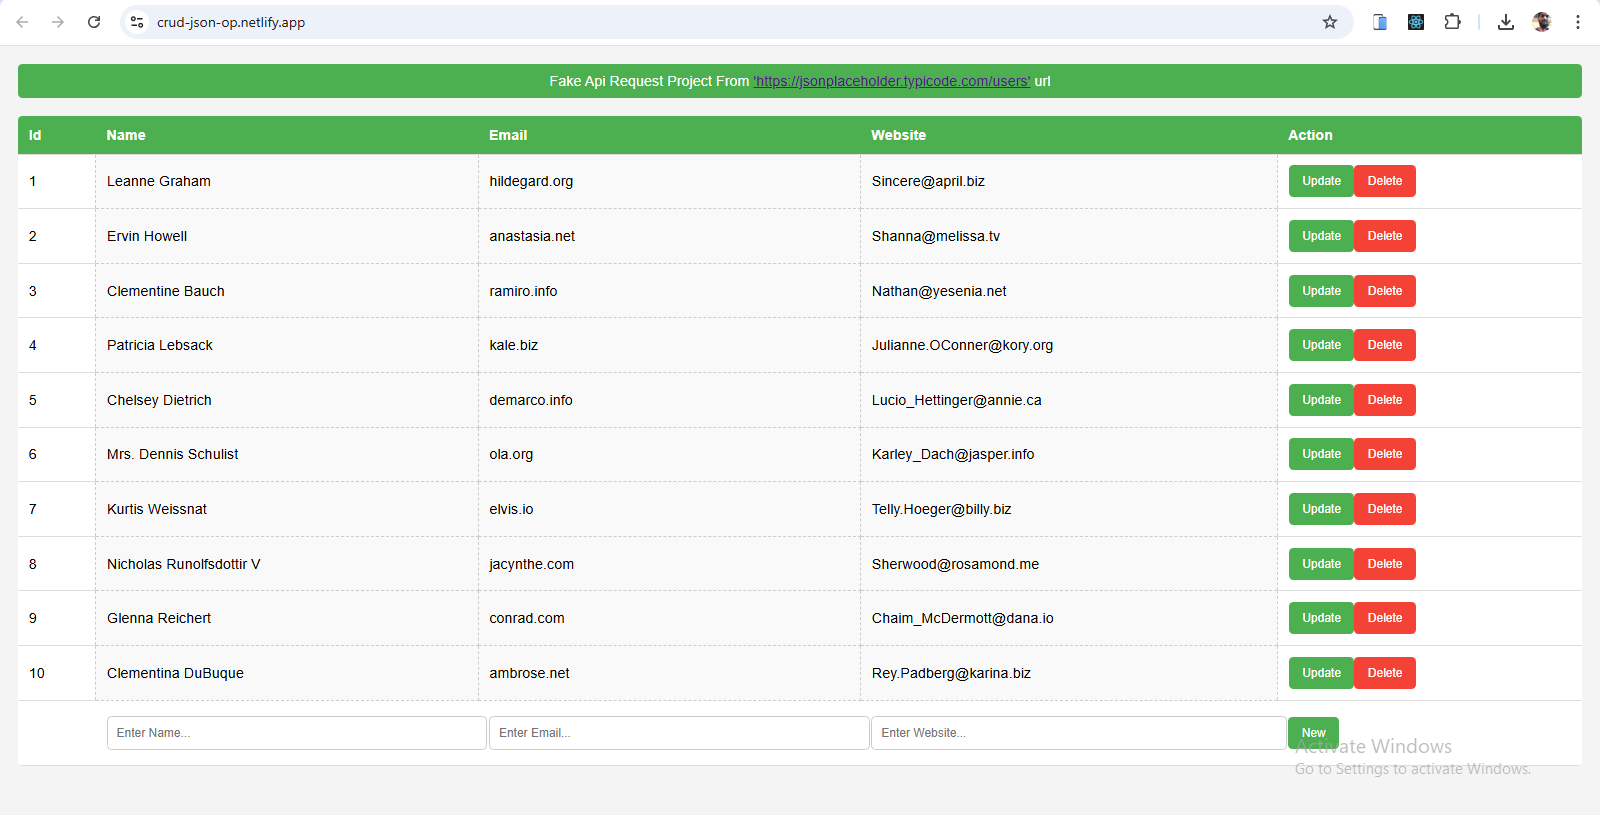 crud-json-op.netlify.app
Fake Api Request Project From 'https://jsonplaceholder.typicode.com/users' url
Id Name Email Website Action
1 Leanne Graham hildegard.org Sincere@april.biz Update Delete
2 Ervin Howell anastasia.net Shanna@melissa.tv Update Delete
3 Clementine Bauch ramiro.info Nathan@yesenia.net Update Delete
4 Patricia Lebsack kale.biz Julianne.OConner@kory.org Update Delete
5 Chelsey Dietrich demarco.info Lucio_Hettinger@annie.ca Update Delete
6 Mrs. Dennis Schulist ola.org Karley_Dach@jasper.info Update Delete
7 Kurtis Weissnat elvis.io Telly.Hoeger@billy.biz Update Delete
8 Nicholas Runolfsdottir V jacynthe.com Sherwood@rosamond.me Update Delete
9 Glenna Reichert conrad.com Chaim_McDermott@dana.io Update Delete
10 Clementina DuBuque ambrose.net Rey.Padberg@karina.biz Update Delete
Enter Name... Enter Email... Enter Website... New
Activate Windows
Go to Settings to activate Windows.